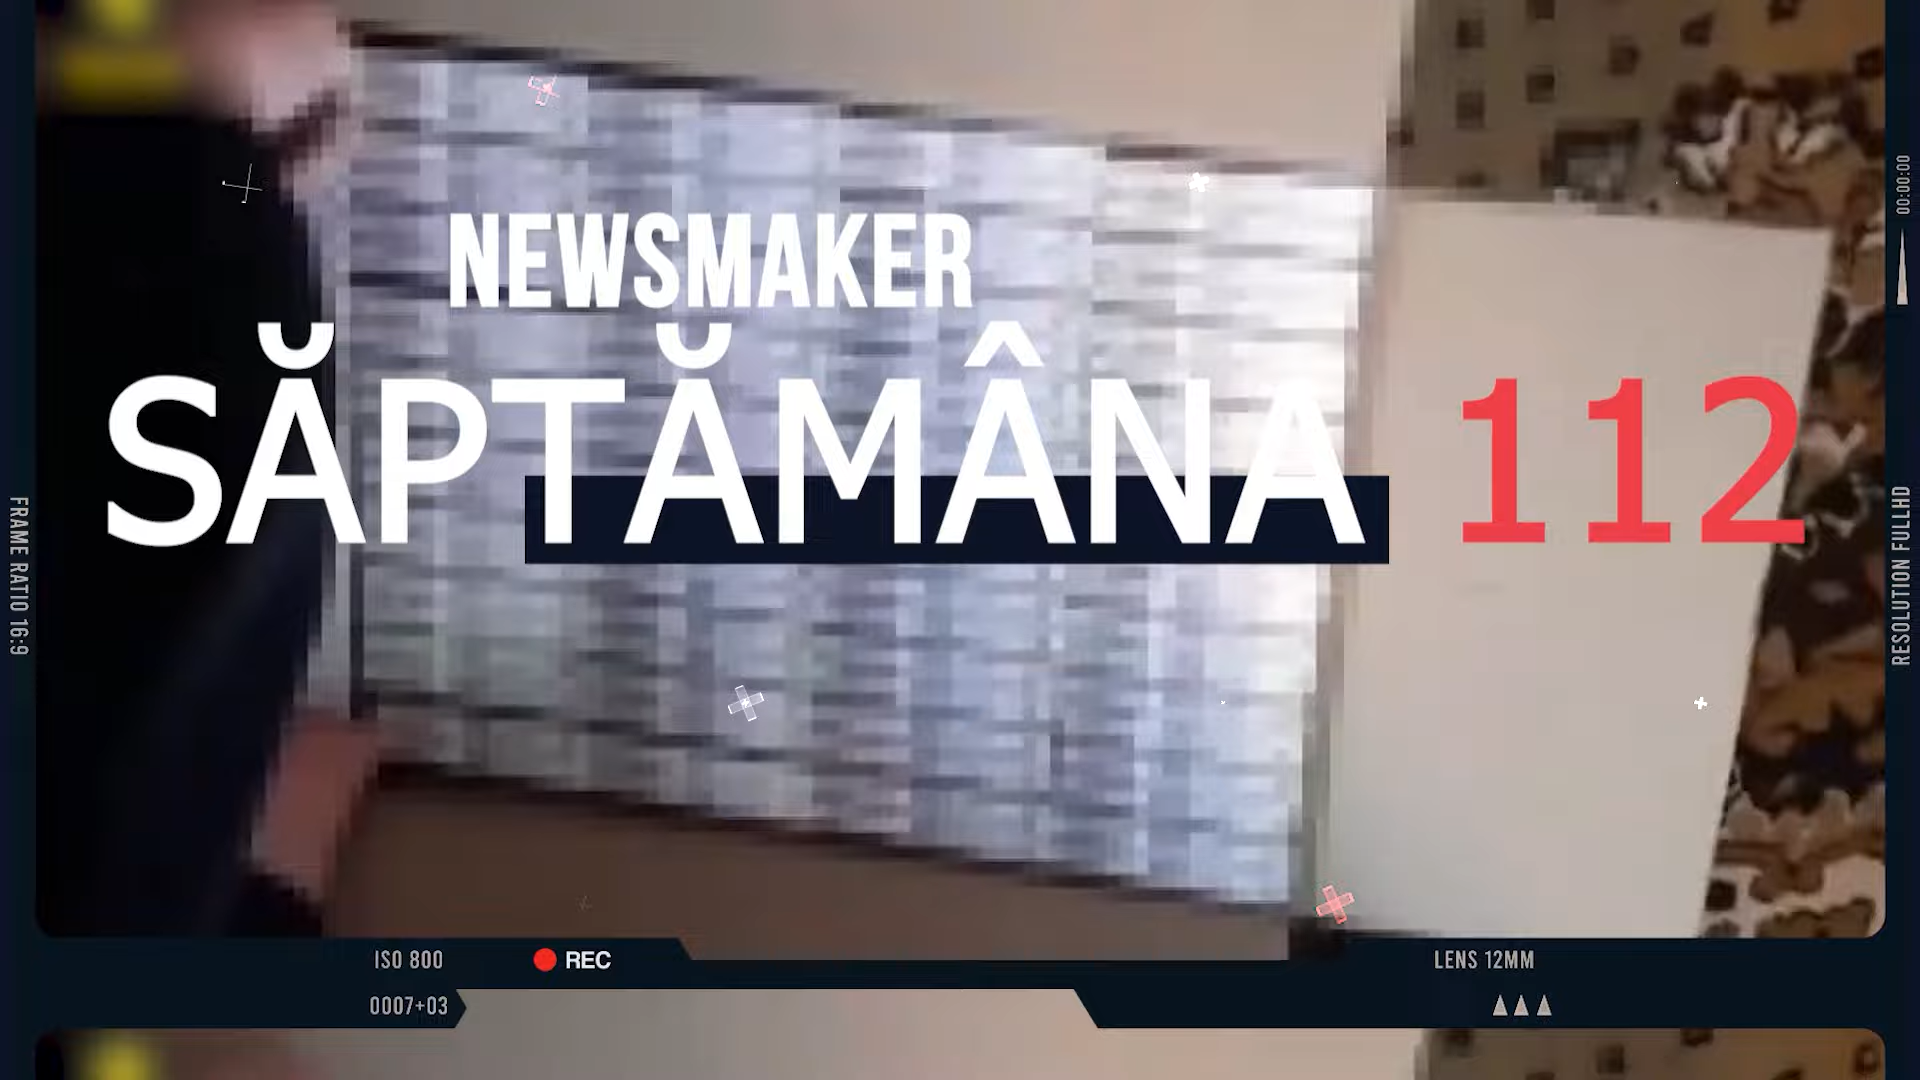 NEWSMAKER
SĂPTĂMÂNA 112
FRAME RATIO 16:9
00:00:00
RESOLUTION FULLHD
ISO 800
REC
LENS 12MM
0007+03